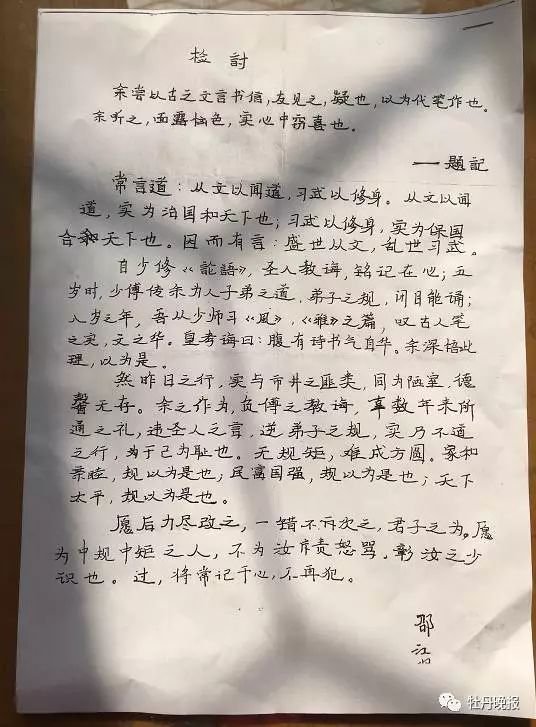 检討
余尝以古之文言书信，友见之，疑也，以为代笔作也。
余听之，面露怡色，实心中窃喜也。
——题記
常言道：从文以闻道，习武以修身。从文以闻
道，实为治国和天下也；习武以修身，实为保国
合和天下也。因而有言：盛世从文，乱世习武。
自少修《論語》，圣人教诲，铭记在心；五
岁时，少傅传余为人子弟之道，弟子之规，闭目能诵；
八岁之年，吾从少师习《風》，《雅》之篇，叹古人笔
之实，文之华。皇考诲曰：腹有诗书气自华。余深悟此
理，以为是。
然昨日之行，实与市井之匪类，同为陋室，德
馨无存。余之作为，负傅之教诲，辜数年来所
通之礼，违圣人之言，逆弟子之规，实乃不道
之行，为于己为耻也。无规矩，难成方圆。家和
亲睦，规以为是也；民富国强，规以为是也；天下
太平，规以为是也。
愿后力尽改之，一错不次之，君子之为。愿
为中规中矩之人，不为汝斥责怒骂，彰汝之少
识也。过，将常记于心，不再犯。
邵
牡丹晚报